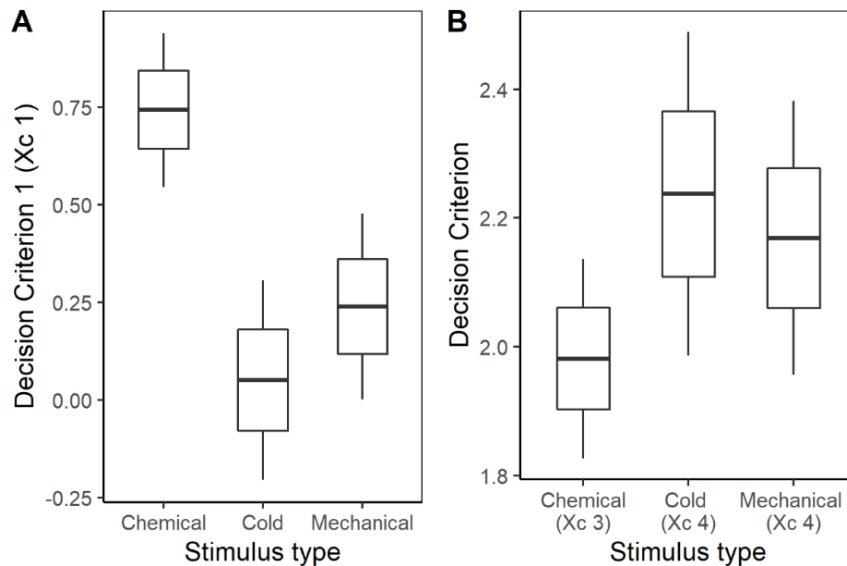 A
Decision Criterion 1 (Xc 1)
0.75
0.50
0.25
0.00
-0.25
Chemical Cold Mechanical
Stimulus type
B
Decision Criterion
2.4
2.2
2.0
1.8
Chemical Cold Mechanical
(Xc 3) (Xc 4) (Xc 4)
Stimulus type